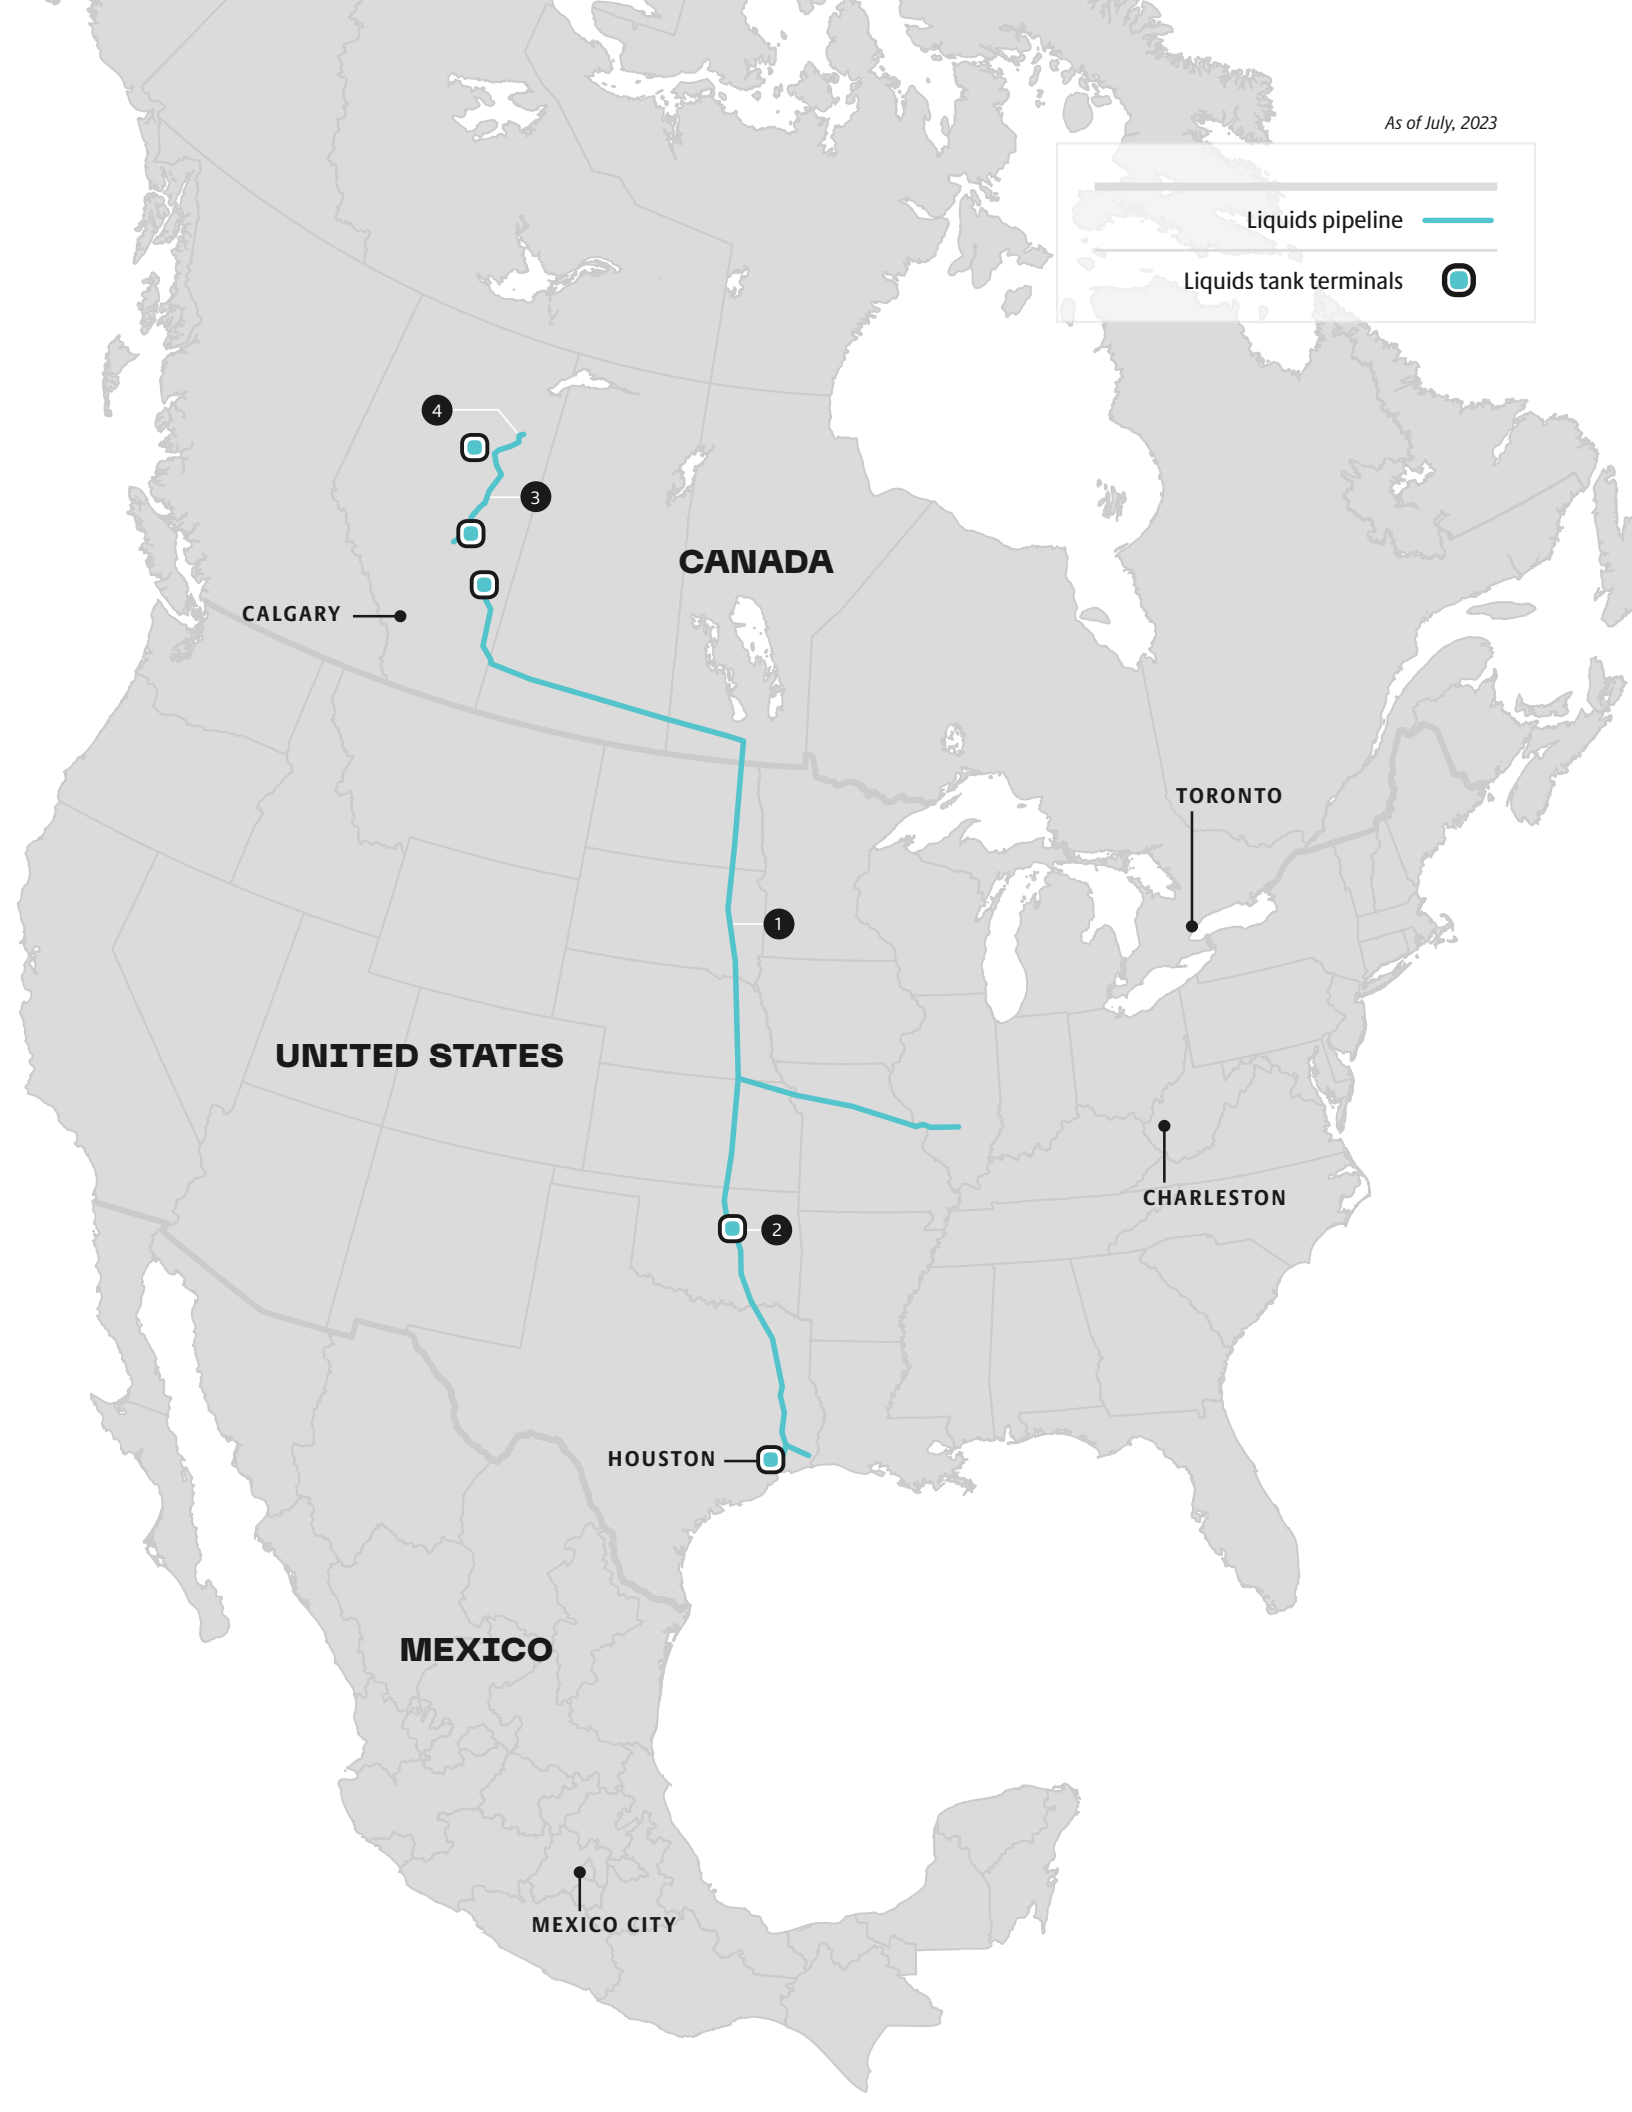 As of July, 2023
Liquids pipeline
Liquids tank terminals
4
3
CANADA
CALGARY
TORONTO
1
UNITED STATES
CHARLESTON
2
HOUSTON
MEXICO
MEXICO CITY